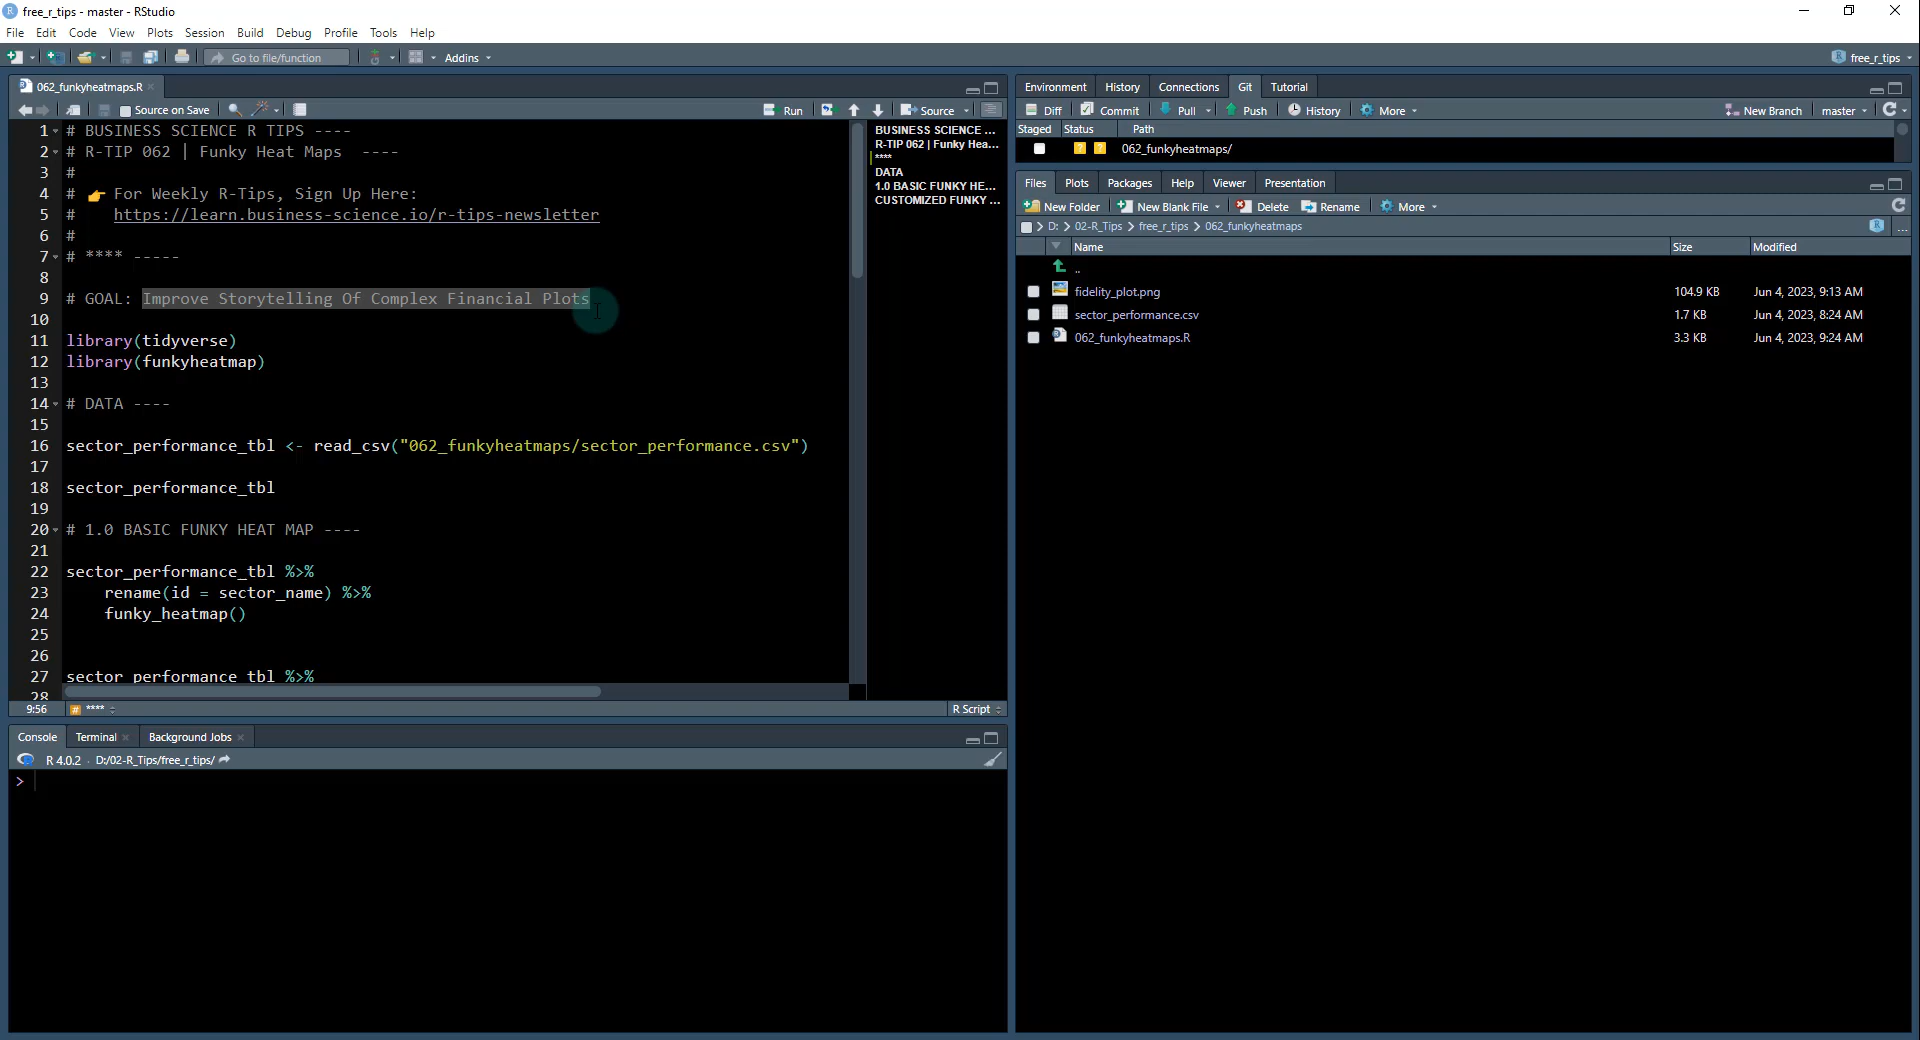 free_r_tips - master - RStudio
File Edit Code View Plots Session Build Debug Profile Tools Help
Go to file/function Addins free_r_tips
062_funkyheatmaps.R
Source on Save Run Source
1 # BUSINESS SCIENCE R TIPS ----
2 # R-TIP 062 | Funky Heat Maps ----
3 #
4 # 👉 For Weekly R-Tips, Sign Up Here:
5 # https://learn.business-science.io/r-tips-newsletter
6 #
7 # **** -----
8
9 # GOAL: Improve Storytelling Of Complex Financial Plots
10
11 library(tidyverse)
12 library(funkyheatmap)
13
14 # DATA ----
15
16 sector_performance_tbl <- read_csv("062_funkyheatmaps/sector_performance.csv")
17
18 sector_performance_tbl
19
20 # 1.0 BASIC FUNKY HEAT MAP ----
21
22 sector_performance_tbl %>%
23 rename(id = sector_name) %>%
24 funky_heatmap()
25
26
27 sector_performance_tbl %>%
28
BUSINESS SCIENCE ...
R-TIP 062 | Funky Hea...
****
DATA
1.0 BASIC FUNKY HE...
CUSTOMIZED FUNKY ...
9:56 # **** R Script
Console Terminal Background Jobs
R 4.0.2 · D:/02-R_Tips/free_r_tips/
>
Environment History Connections Git Tutorial
Diff Commit Pull Push History More New Branch master
Staged Status Path
? ? 062_funkyheatmaps/
Files Plots Packages Help Viewer Presentation
New Folder New Blank File Delete Rename More
D: > 02-R_Tips > free_r_tips > 062_funkyheatmaps ...
Name Size Modified
..
fidelity_plot.png 104.9 KB Jun 4, 2023, 9:13 AM
sector_performance.csv 1.7 KB Jun 4, 2023, 8:24 AM
062_funkyheatmaps.R 3.3 KB Jun 4, 2023, 9:24 AM